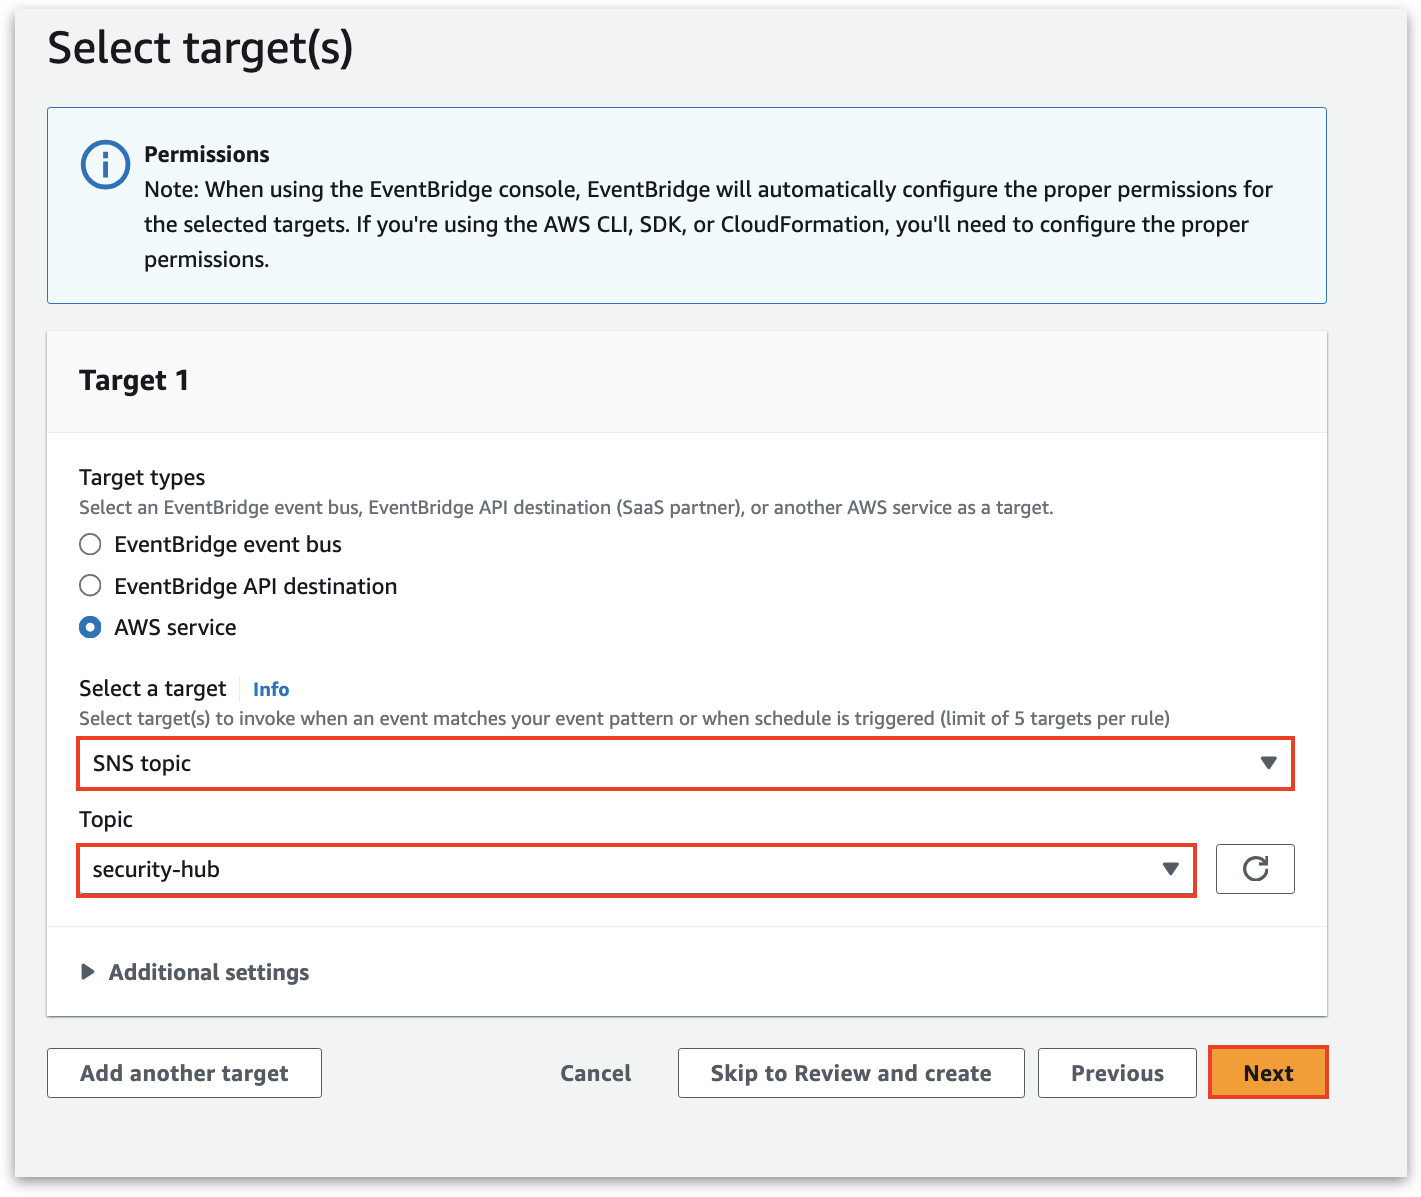 Select target(s)
Permissions
Note: When using the EventBridge console, EventBridge will automatically configure the proper permissions for
the selected targets. If you're using the AWS CLI, SDK, or CloudFormation, you'll need to configure the proper
permissions.
Target 1
Target types
Select an EventBridge event bus, EventBridge API destination (SaaS partner), or another AWS service as a target.
EventBridge event bus
EventBridge API destination
AWS service
Select a target Info
Select target(s) to invoke when an event matches your event pattern or when schedule is triggered (limit of 5 targets per rule)
SNS topic
Topic
security-hub
Additional settings
Add another target Cancel Skip to Review and create Previous Next